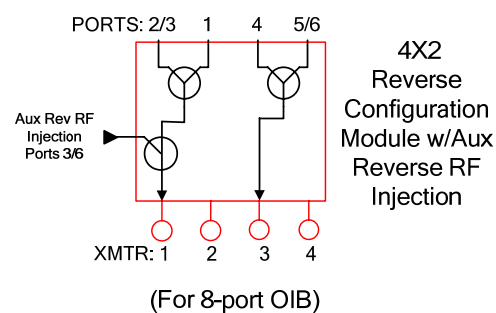 PORTS: 2/3 1 4 5/6
4X2
Reverse
Configuration
Module w/Aux
Reverse RF
Injection
Aux Rev RF
Injection
Ports 3/6
XMTR: 1 2 3 4
(For 8-port OIB)